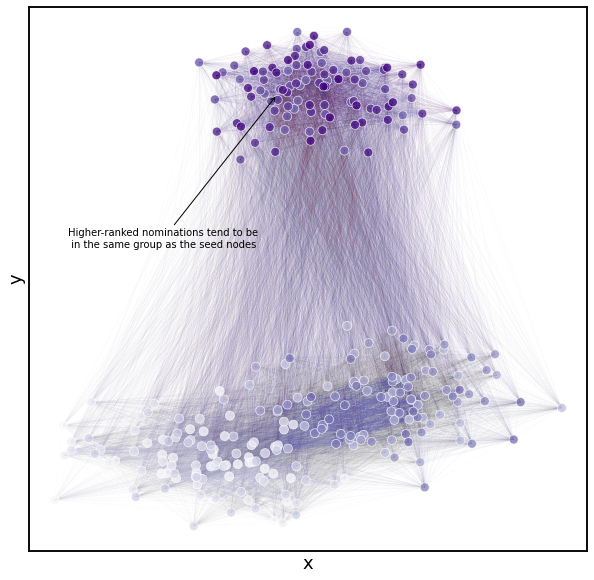 Higher-ranked nominations tend to be
in the same group as the seed nodes
y
x